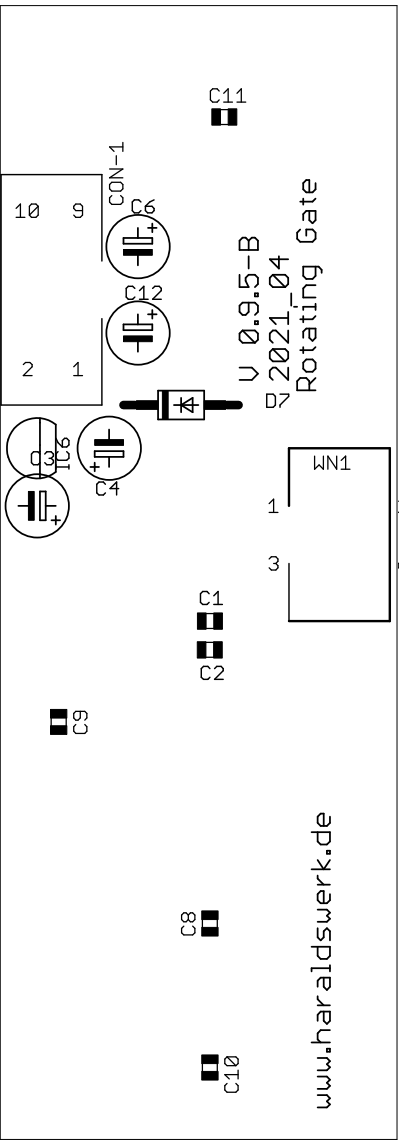 C11
CON-1
10 9
C6
C12
2 1
V 0.9.5-B
2021_04
Rotating Gate
D7
IC6
C3
C4
WN1
1
3
C1
C2
C9
C8
C10
www.haraldswerk.de